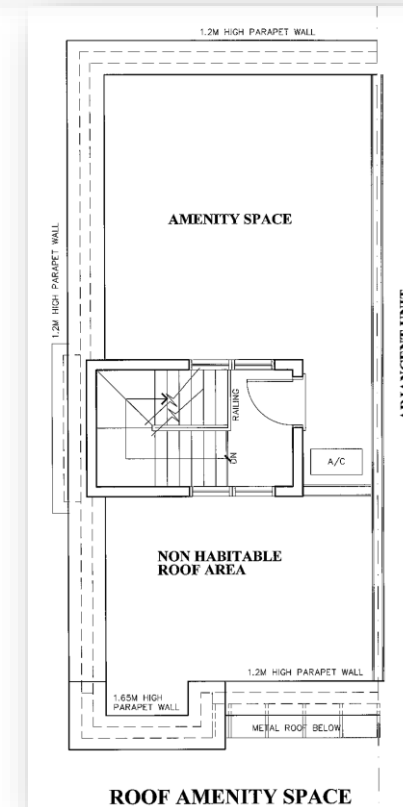 1.2M HIGH PARAPET WALL
AMENITY SPACE
1.2M HIGH PARAPET WALL
RAILING
DN
A/C
NON HABITABLE
ROOF AREA
1.2M HIGH PARAPET WALL
1.65M HIGH
PARAPET WALL
METAL ROOF BELOW
ROOF AMENITY SPACE